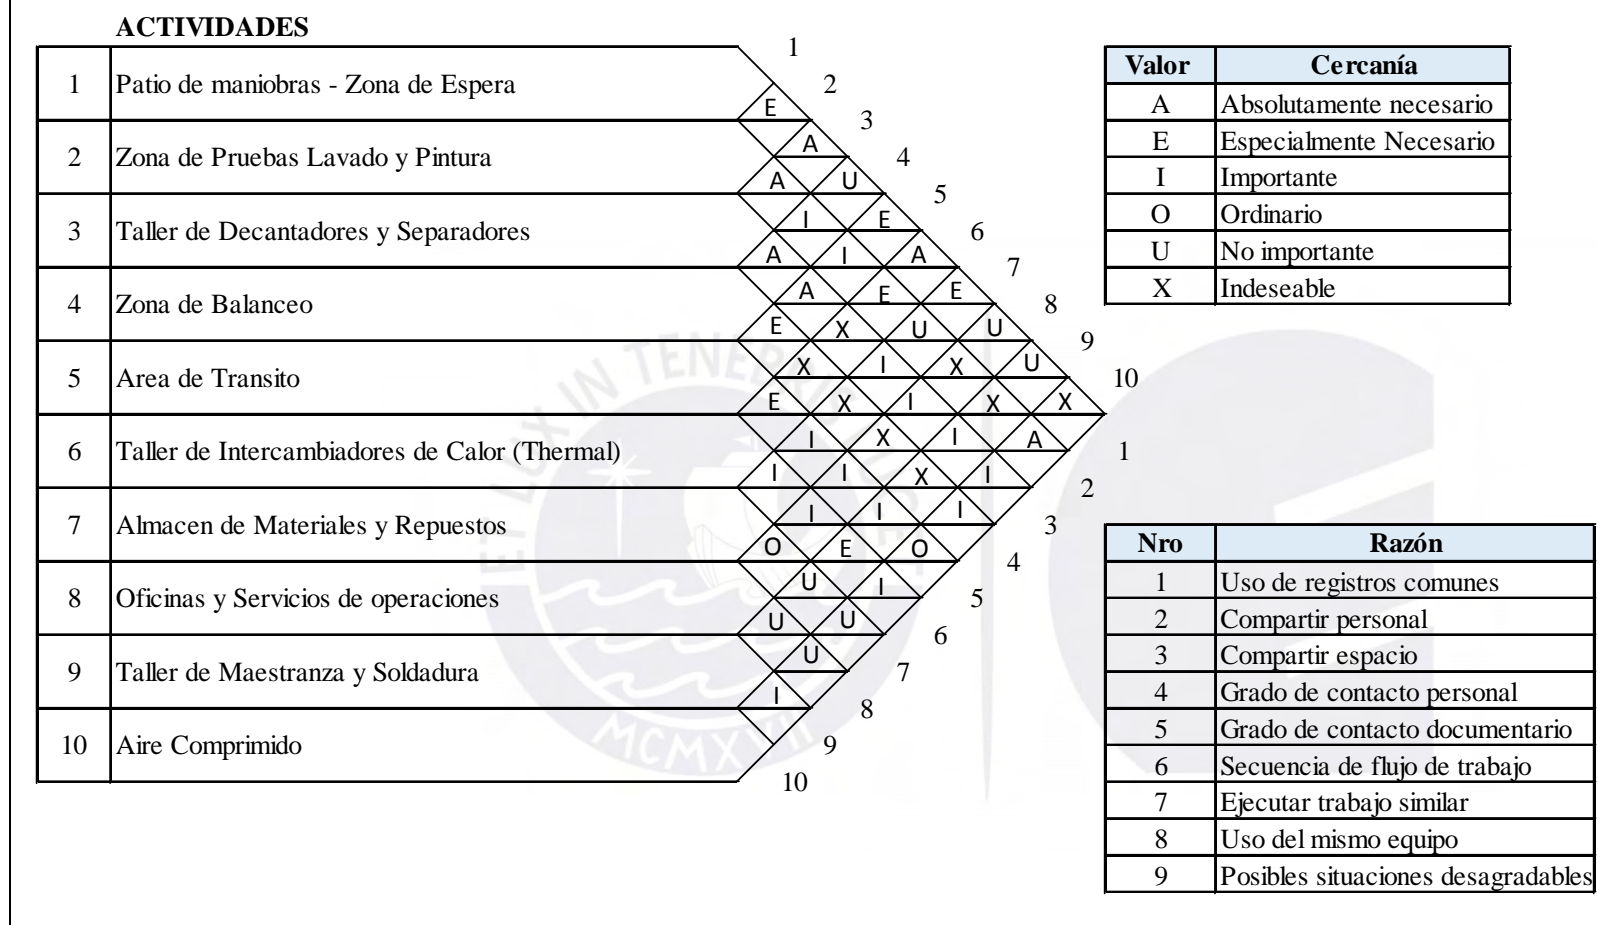 ACTIVIDADES
1 Patio de maniobras - Zona de Espera
2 Zona de Pruebas Lavado y Pintura
3 Taller de Decantadores y Separadores
4 Zona de Balanceo
5 Area de Transito
6 Taller de Intercambiadores de Calor (Thermal)
7 Almacen de Materiales y Repuestos
8 Oficinas y Servicios de operaciones
9 Taller de Maestranza y Soldadura
10 Aire Comprimido
1
2
3
4
5
6
7
8
9
10
E
A
A U
I E
A I A
A E E
E X U U
X I X U
E X I X X
I X I A
I I X I
I I I
O E O
U I
U U
U
I
1
2
3
4
5
6
7
8
9
10
Valor Cercanía
A Absolutamente necesario
E Especialmente Necesario
I Importante
O Ordinario
U No importante
X Indeseable
Nro Razón
1 Uso de registros comunes
2 Compartir personal
3 Compartir espacio
4 Grado de contacto personal
5 Grado de contacto documentario
6 Secuencia de flujo de trabajo
7 Ejecutar trabajo similar
8 Uso del mismo equipo
9 Posibles situaciones desagradables